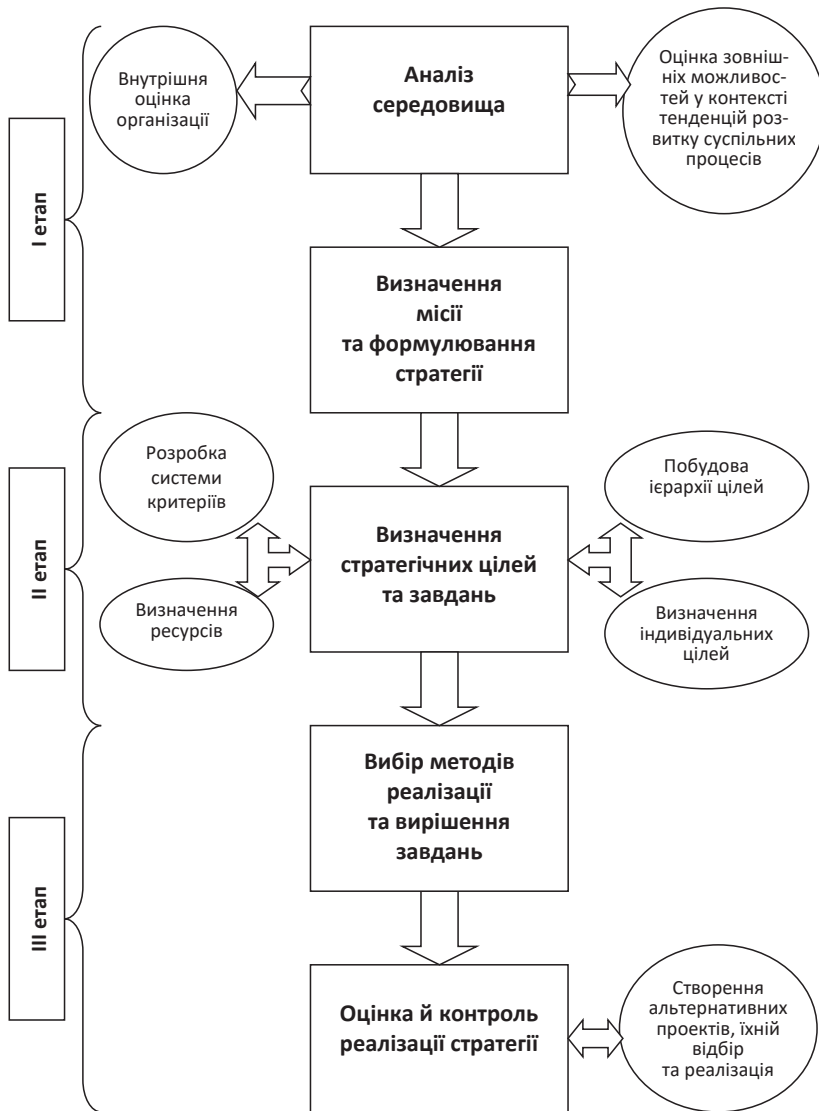 Внутрішня
оцінка
організації
Аналіз
середовища
Оцінка зовніш-
ніх можливос-
тей у контексті
тенденцій роз-
витку суспільних
процесів
І етап
Визначення
місії
та формулювання
стратегії
Розробка
системи
критеріїв
Побудова
ієрархії цілей
ІІ етап
Визначення
стратегічних цілей
та завдань
Визначення
ресурсів
Визначення
індивідуальних
цілей
Вибір методів
реалізації
та вирішення
завдань
ІІІ етап
Оцінка й контроль
реалізації стратегії
Створення
альтернативних
проектів, їхній
відбір
та реалізація